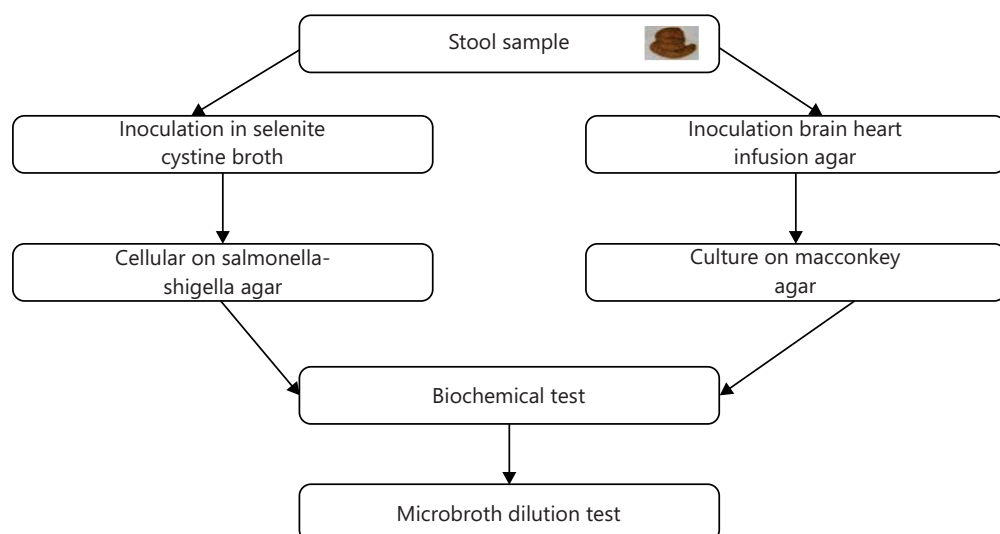 Stool sample
Inoculation in selenite
cystine broth
Inoculation brain heart
infusion agar
Cellular on salmonella-
shigella agar
Culture on macconkey
agar
Biochemical test
Microbroth dilution test